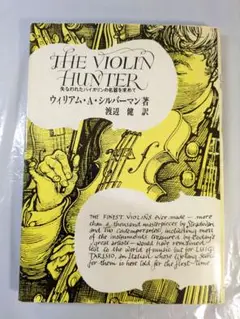 THE VIOLIN
HUNTER
失なわれたバイオリンの名器を求めて
ウィリアム・A・シルバーマン著
渡辺 健 訳
THE FINEST VIOLINS ever made — more
than a thousand masterpieces by Stradivari
and his contemporaries, including most
of the instruments treasured by today's
great artists — would have remained
lost to the world of music but for LUIGI
TARISIO, an Italian whose lifelong search
for them is here told for the first time